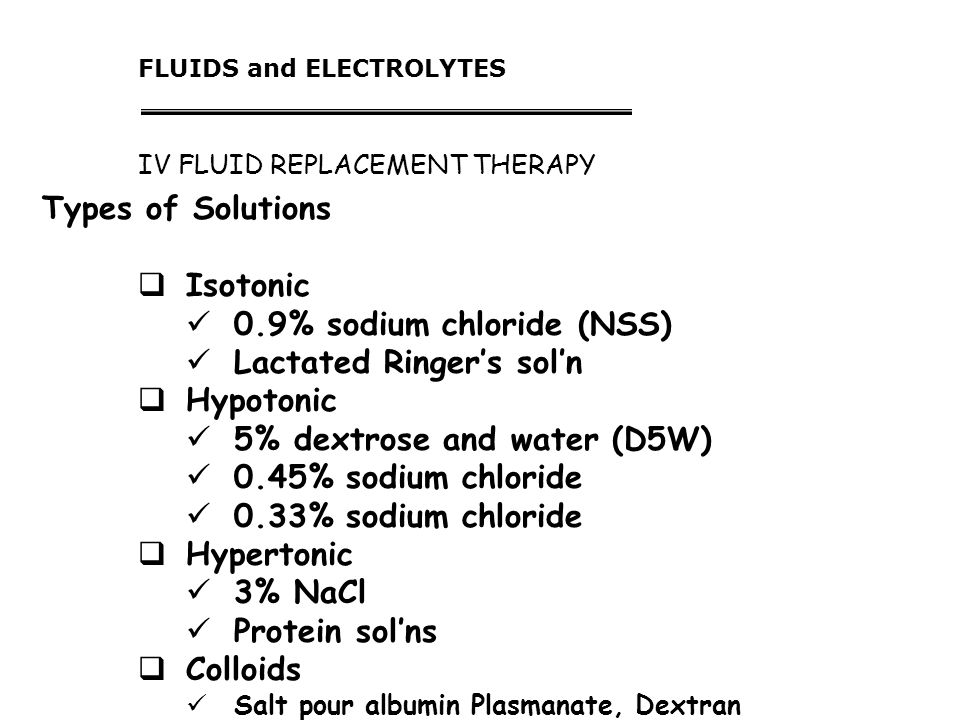 FLUIDS and ELECTROLYTES
IV FLUID REPLACEMENT THERAPY
Types of Solutions
❑ Isotonic
✓ 0.9% sodium chloride (NSS)
✓ Lactated Ringer’s sol’n
❑ Hypotonic
✓ 5% dextrose and water (D5W)
✓ 0.45% sodium chloride
✓ 0.33% sodium chloride
❑ Hypertonic
✓ 3% NaCl
✓ Protein sol’ns
❑ Colloids
✓ Salt pour albumin Plasmanate, Dextran